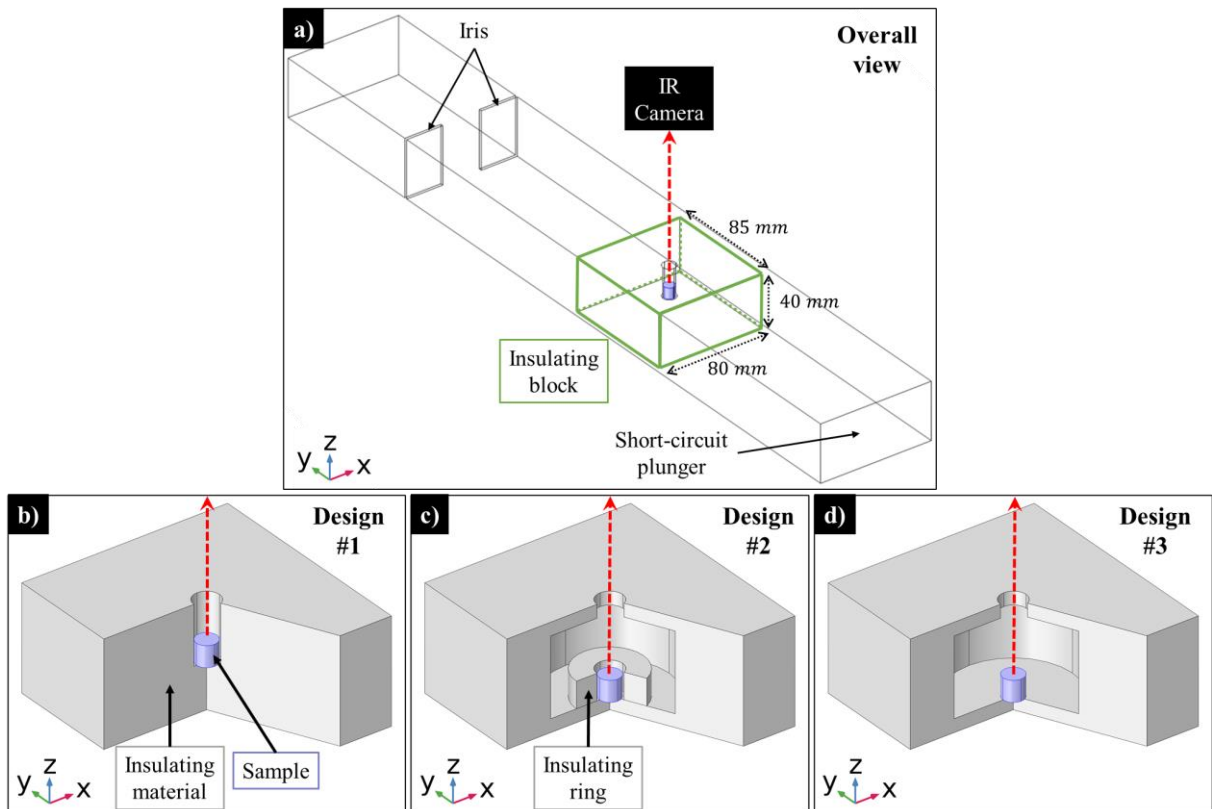 a)
Iris
Overall
view
IR
Camera
85 mm
40 mm
80 mm
Insulating
block
Short-circuit
plunger
z
y
x
b)
Design
#1
Insulating
material
Sample
z
y
x
c)
Design
#2
Insulating
ring
z
y
x
d)
Design
#3
z
y
x